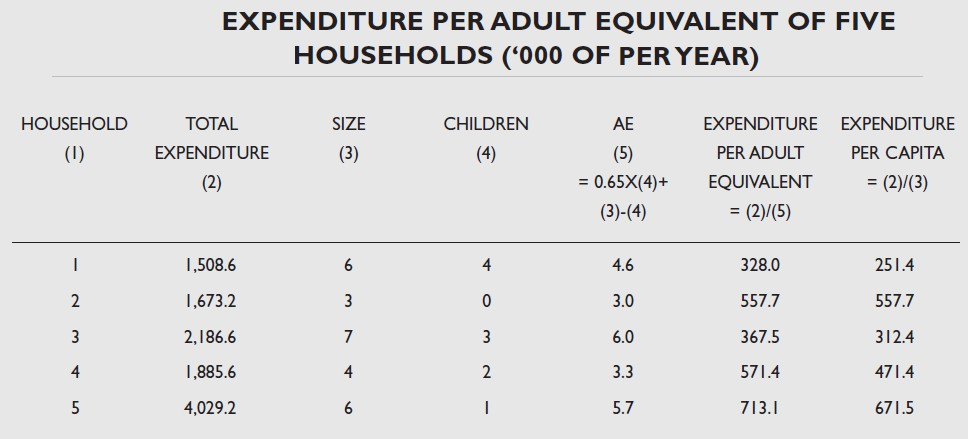 EXPENDITURE PER ADULT EQUIVALENT OF FIVE
HOUSEHOLDS (‘000 OF PER YEAR)
HOUSEHOLD TOTAL SIZE CHILDREN AE EXPENDITURE EXPENDITURE
(1) EXPENDITURE (3) (4) (5) PER ADULT PER CAPITA
(2) = 0.65X(4)+ EQUIVALENT = (2)/(3)
(3)-(4) = (2)/(5)
1 1,508.6 6 4 4.6 328.0 251.4
2 1,673.2 3 0 3.0 557.7 557.7
3 2,186.6 7 3 6.0 367.5 312.4
4 1,885.6 4 2 3.3 571.4 471.4
5 4,029.2 6 1 5.7 713.1 671.5